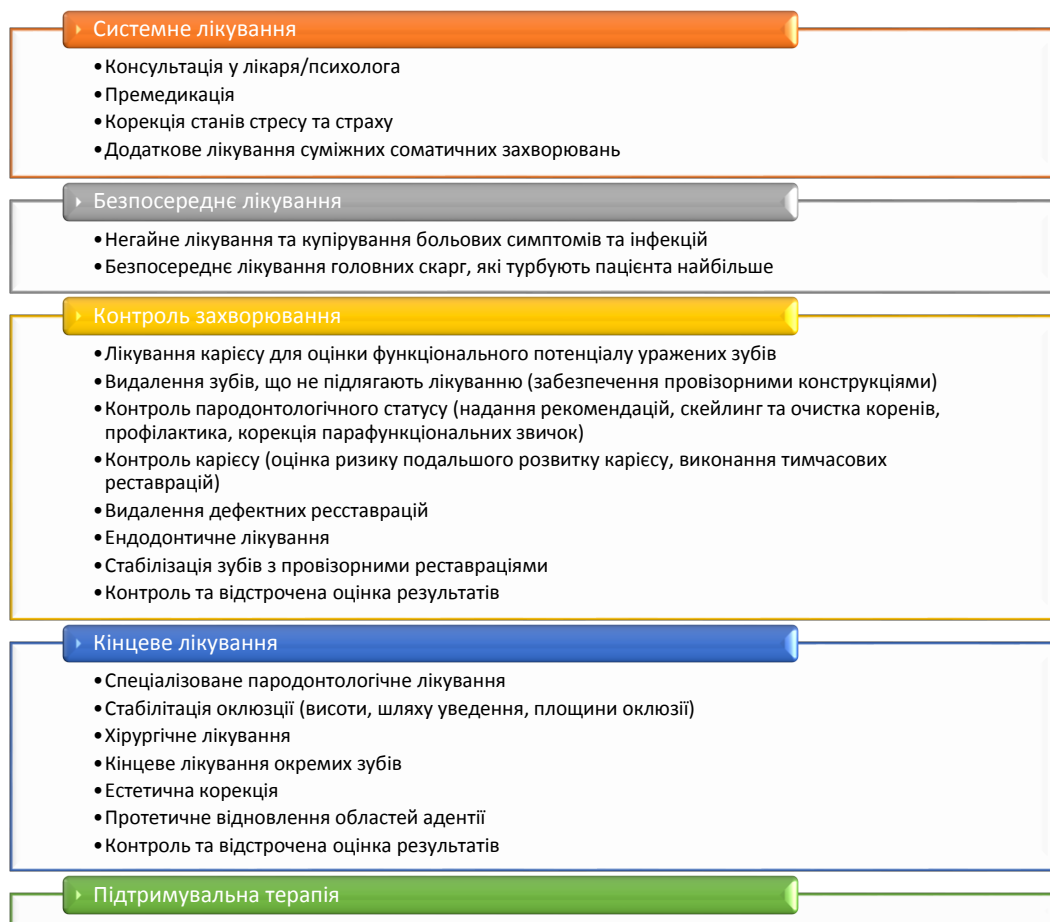 Системне лікування
•Консультація у лікаря/психолога
•Премедикація
•Корекція станів стресу та страху
•Додаткове лікування суміжних соматичних захворювань
Безпосереднє лікування
•Негайне лікування та купірування больових симптомів та інфекцій
•Безпосереднє лікування головних скарг, які турбують пацієнта найбільше
Контроль захворювання
•Лікування карієсу для оцінки функціонального потенціалу уражених зубів
•Видалення зубів, що не підлягають лікуванню (забезпечення провізорними конструкціями)
•Контроль пародонтологічного статусу (надання рекомендацій, скейлинг та очистка коренів,
профілактика, корекція парафункціональних звичок)
•Контроль карієсу (оцінка ризику подальшого розвитку карієсу, виконання тимчасових
реставрацій)
•Видалення дефектних ресставрацій
•Ендодонтичне лікування
•Стабілізація зубів з провізорними реставраціями
•Контроль та відстрочена оцінка результатів
Кінцеве лікування
•Спеціалізоване пародонтологічне лікування
•Стабілітація оклюзції (висоти, шляху уведення, площини оклюзії)
•Хірургічне лікування
•Кінцеве лікування окремих зубів
•Естетична корекція
•Протетичне відновлення областей адентії
•Контроль та відстрочена оцінка результатів
Підтримувальна терапія